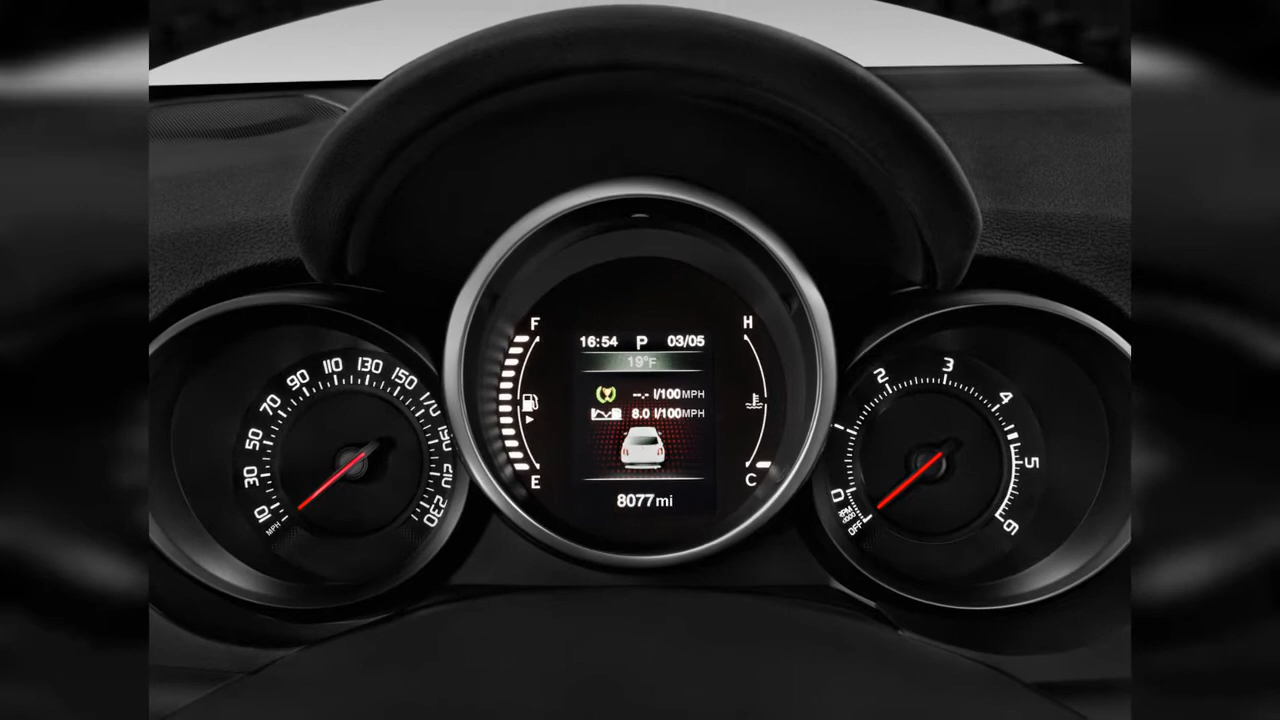 10 30 50 70 90 110 130 150 170 190 210 230
MPH
F
E
16:54 P 03/05
19°F
--.- l/100MPH
8.0 l/100MPH
8077mi
H
C
0 1 2 3 4 5 6
RPM
x1000
OFF